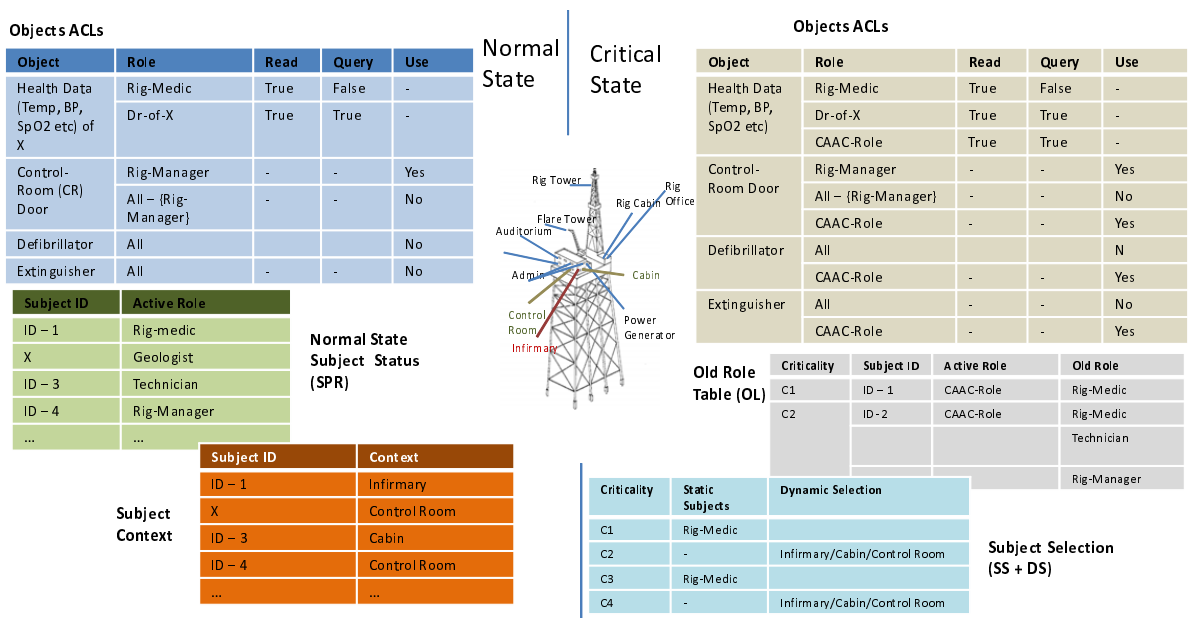 Objects ACLs
Object Role Read Query Use
Health Data Rig-Medic True False -
(Temp, BP,
SpO2 etc) of Dr-of-X True True -
X
Control- Rig-Manager - - Yes
Room (CR)
Door All – {Rig- - - No
Manager}
Defibrillator All No
Extinguisher All - - No
Normal
State
Critical
State
Objects ACLs
Object Role Read Query Use
Health Data Rig-Medic True False -
(Temp, BP,
SpO2 etc) Dr-of-X True True -
CAAC-Role True True -
Control- Rig-Manager - - Yes
Room Door
All – {Rig-Manager} - - No
CAAC-Role - - Yes
Defibrillator All N
CAAC-Role - - Yes
Extinguisher All - - No
CAAC-Role - - Yes
Rig Tower
Rig
Office
Rig Cabin
Flare Tower
Auditorium
Admin
Cabin
Control
Room
Power
Generator
Infirmary
Subject ID Active Role
ID – 1 Rig-medic
X Geologist
ID – 3 Technician
ID – 4 Rig-Manager
... ...
Normal State
Subject Status
(SPR)
Old Role
Table (OL)
Criticality Subject ID Active Role Old Role
C1 ID – 1 CAAC-Role Rig-Medic
C2 ID - 2 CAAC-Role Rig-Medic
Technician
Rig-Manager
Subject
Context
Subject ID Context
ID – 1 Infirmary
X Control Room
ID – 3 Cabin
ID – 4 Control Room
... ...
Criticality Static Dynamic Selection
Subjects
C1 Rig-Medic
C2 - Infirmary/Cabin/Control Room
C3 Rig-Medic
C4 - Infirmary/Cabin/Control Room
Subject Selection
(SS + DS)